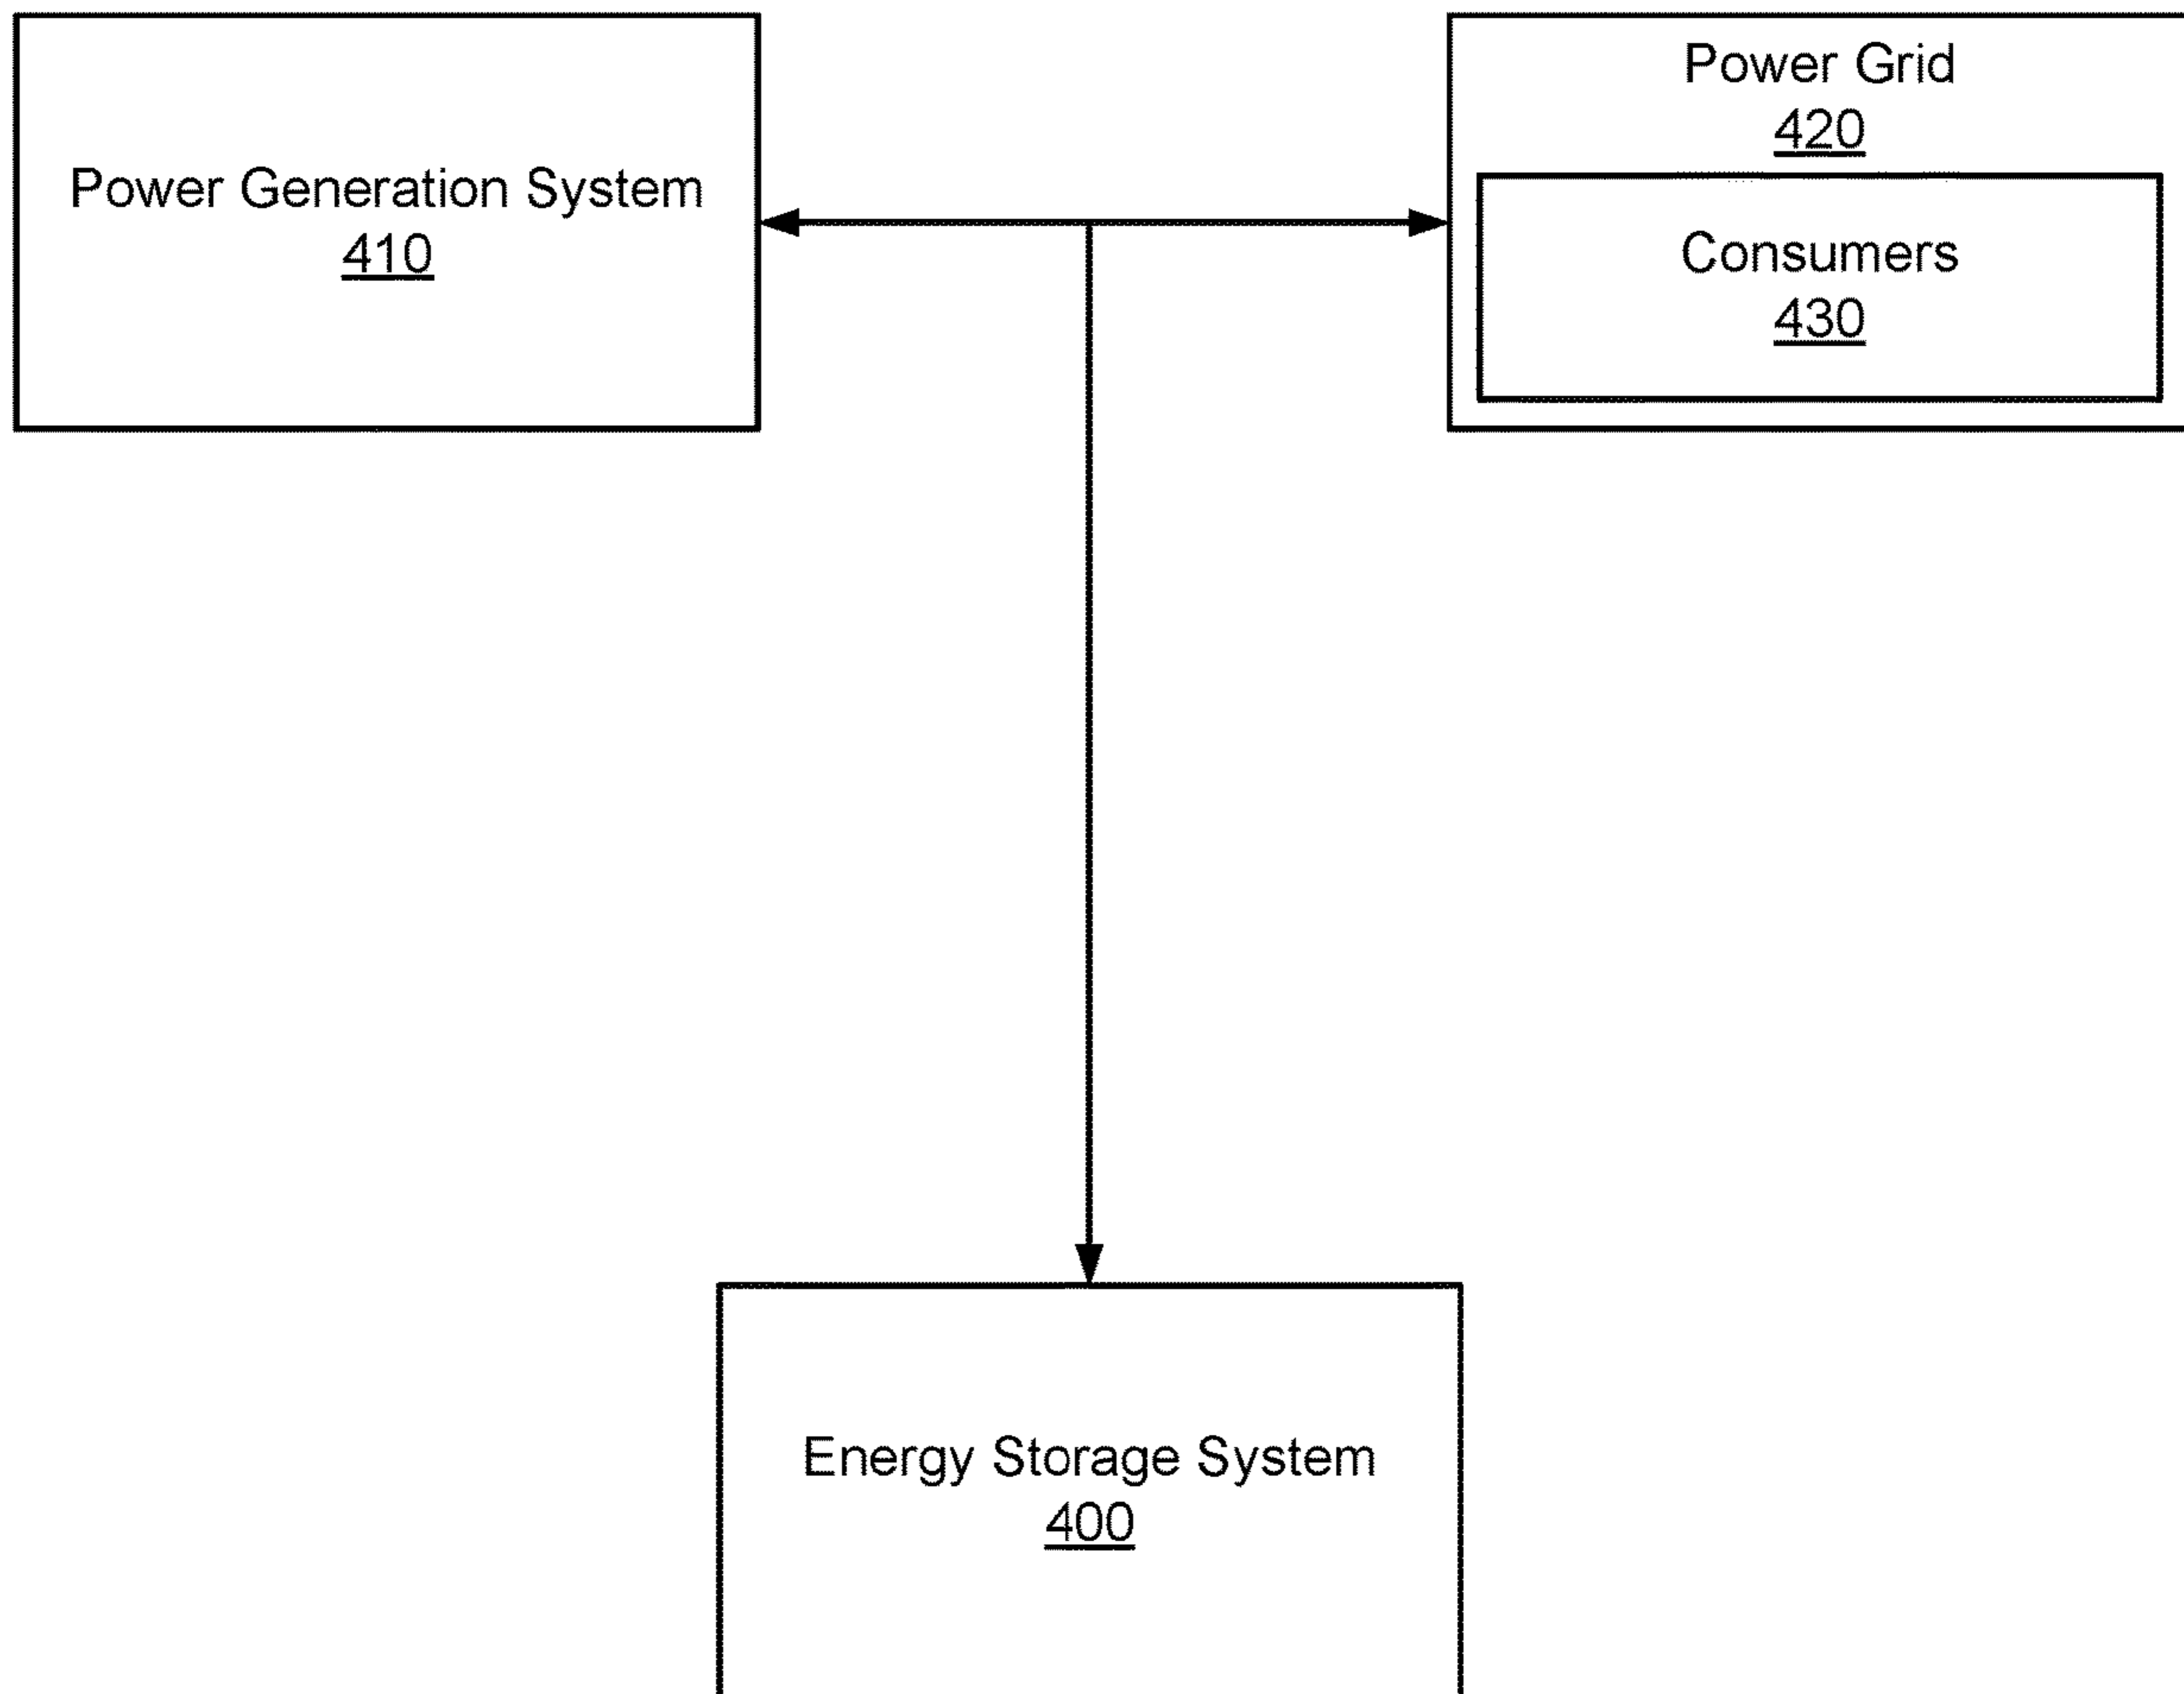 Power Generation System
410
Power Grid
420
Consumers
430
Energy Storage System
400